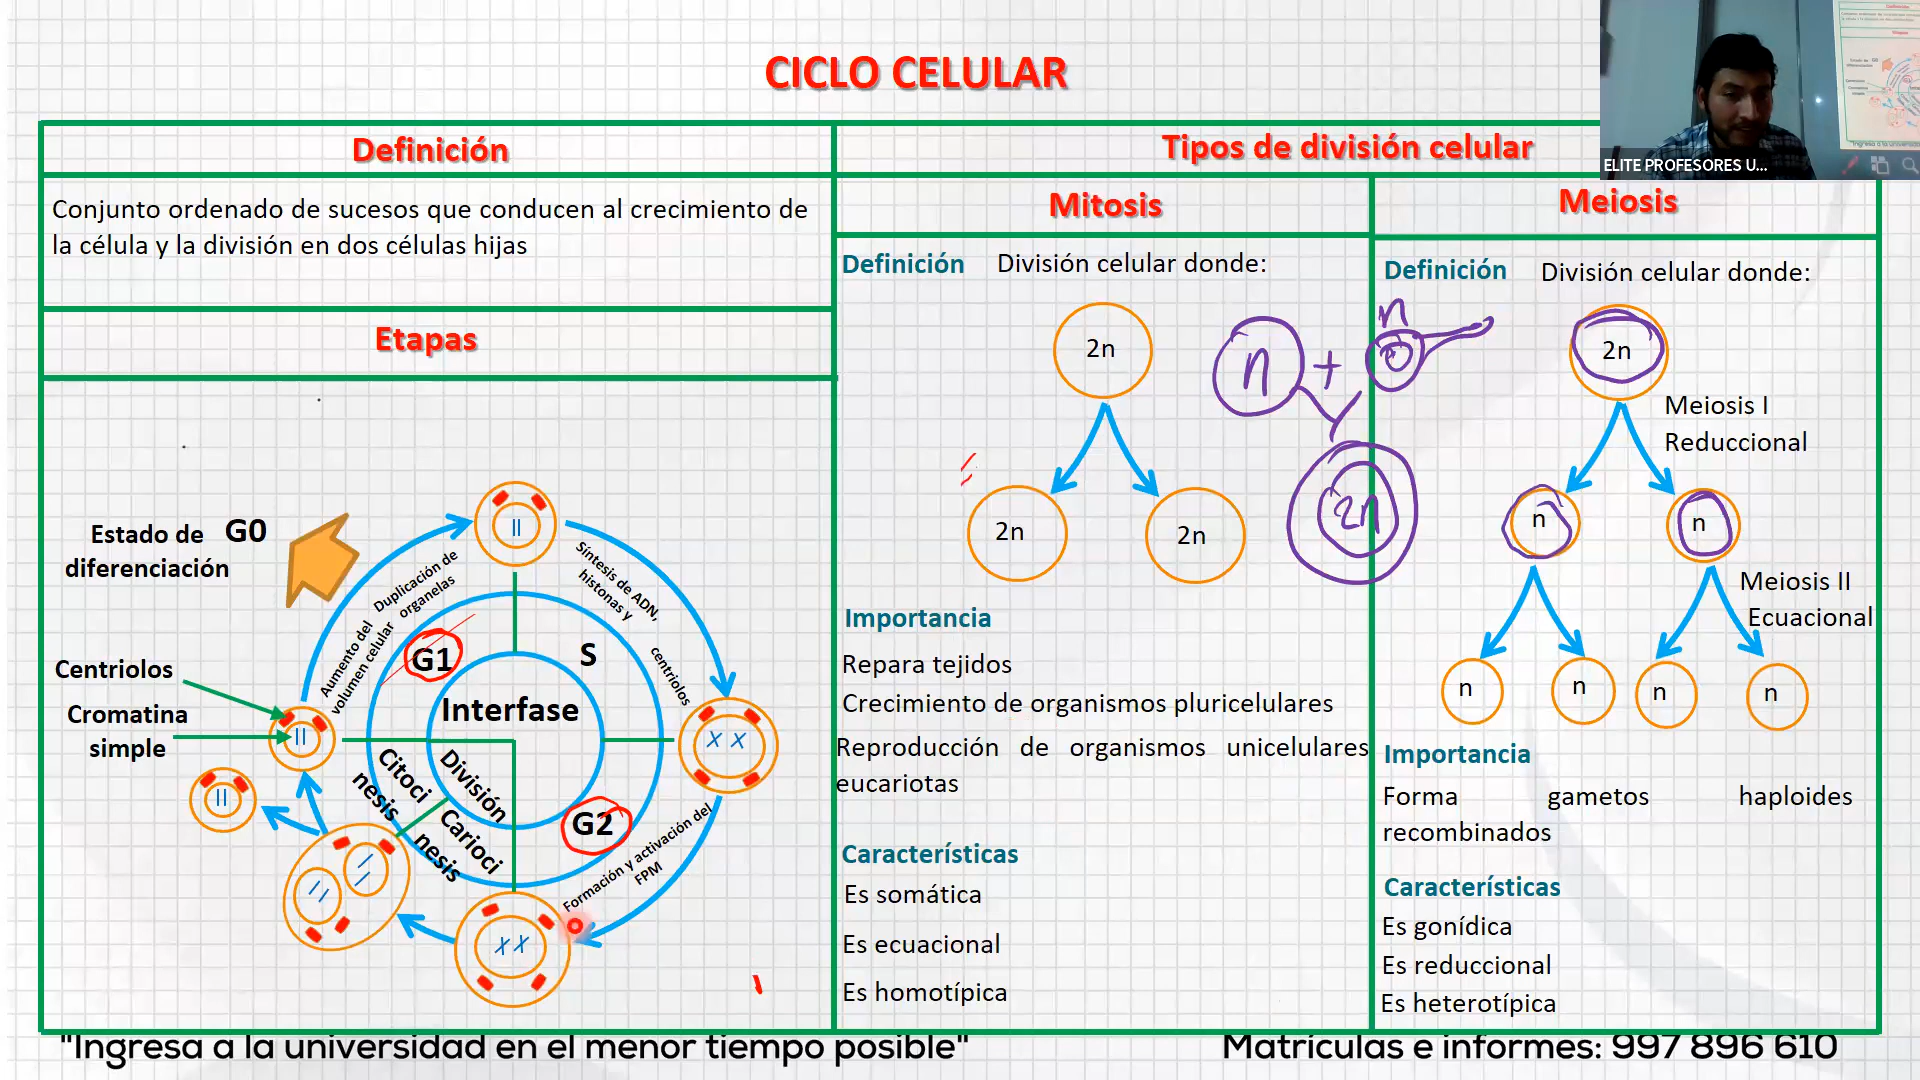 CICLO CELULAR
Definición
Conjunto ordenado de sucesos que conducen al crecimiento de
la célula y la división en dos células hijas
Etapas
Estado de G0
diferenciación
Centriolos
Cromatina
simple
Aumento del
volumen celular
Duplicación de
organelas
Síntesis de ADN,
histonas y
centriolos
Formación y activación del
FPM
G1
S
Interfase
G2
División
Citoci
nesis
Carioci
nesis
Tipos de división celular
Mitosis
Definición División celular donde:
2n
2n
2n
n + n
2n
Importancia
Repara tejidos
Crecimiento de organismos pluricelulares
Reproducción de organismos unicelulares
eucariotas
Características
Es somática
Es ecuacional
Es homotípica
Meiosis
Definición División celular donde:
2n
Meiosis I
Reduccional
n n
Meiosis II
Ecuacional
n n n n
Importancia
Forma gametos haploides
recombinados
Características
Es gonídica
Es reduccional
Es heterotípica
ELITE PROFESORES U...
"Ingresa a la universidad en el menor tiempo posible"
Matrículas e informes: 997 896 610